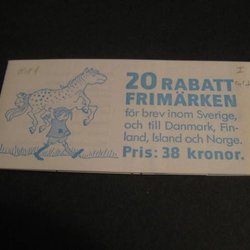 20 RABATT
FRIMÄRKEN
för brev inom Sverige,
och till Danmark, Fin-
land, Island och Norge.
Pris: 38 kronor.